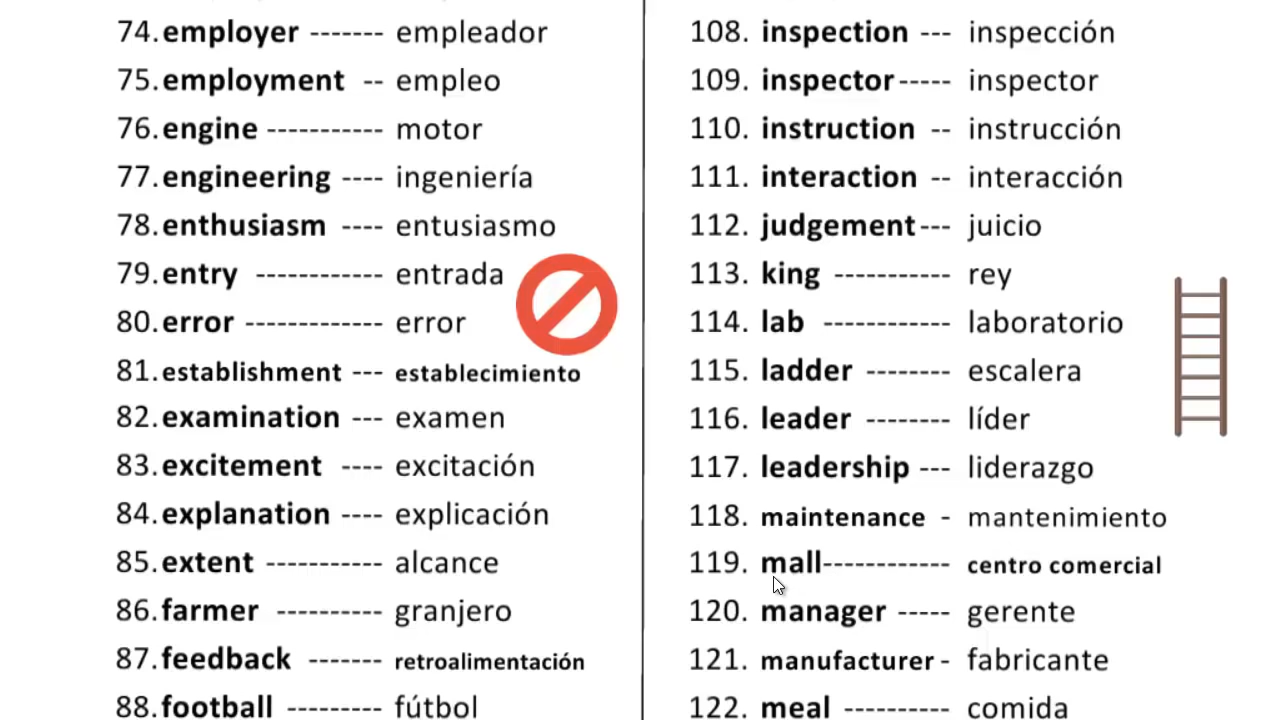 74. employer ------- empleador
75. employment -- empleo
76. engine ----------- motor
77. engineering ---- ingeniería
78. enthusiasm ---- entusiasmo
79. entry ------------ entrada
80. error ------------- error
81. establishment --- establecimiento
82. examination --- examen
83. excitement ---- excitación
84. explanation ---- explicación
85. extent ----------- alcance
86. farmer ---------- granjero
87. feedback ------- retroalimentación
88. football --------- fútbol
108. inspection --- inspección
109. inspector ----- inspector
110. instruction -- instrucción
111. interaction -- interacción
112. judgement --- juicio
113. king ----------- rey
114. lab ------------ laboratorio
115. ladder -------- escalera
116. leader -------- líder
117. leadership --- liderazgo
118. maintenance - mantenimiento
119. mall------------ centro comercial
120. manager ----- gerente
121. manufacturer - fabricante
122. meal ---------- comida